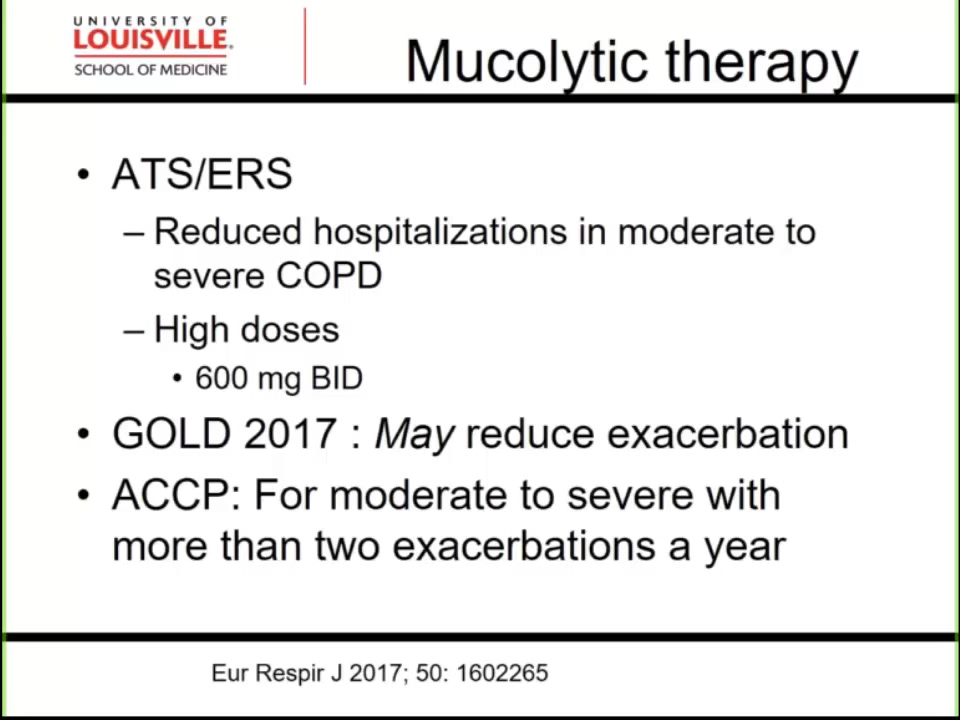 UNIVERSITY OF
LOUISVILLE.
SCHOOL OF MEDICINE
Mucolytic therapy
• ATS/ERS
– Reduced hospitalizations in moderate to
severe COPD
– High doses
• 600 mg BID
• GOLD 2017 : May reduce exacerbation
• ACCP: For moderate to severe with
more than two exacerbations a year
Eur Respir J 2017; 50: 1602265